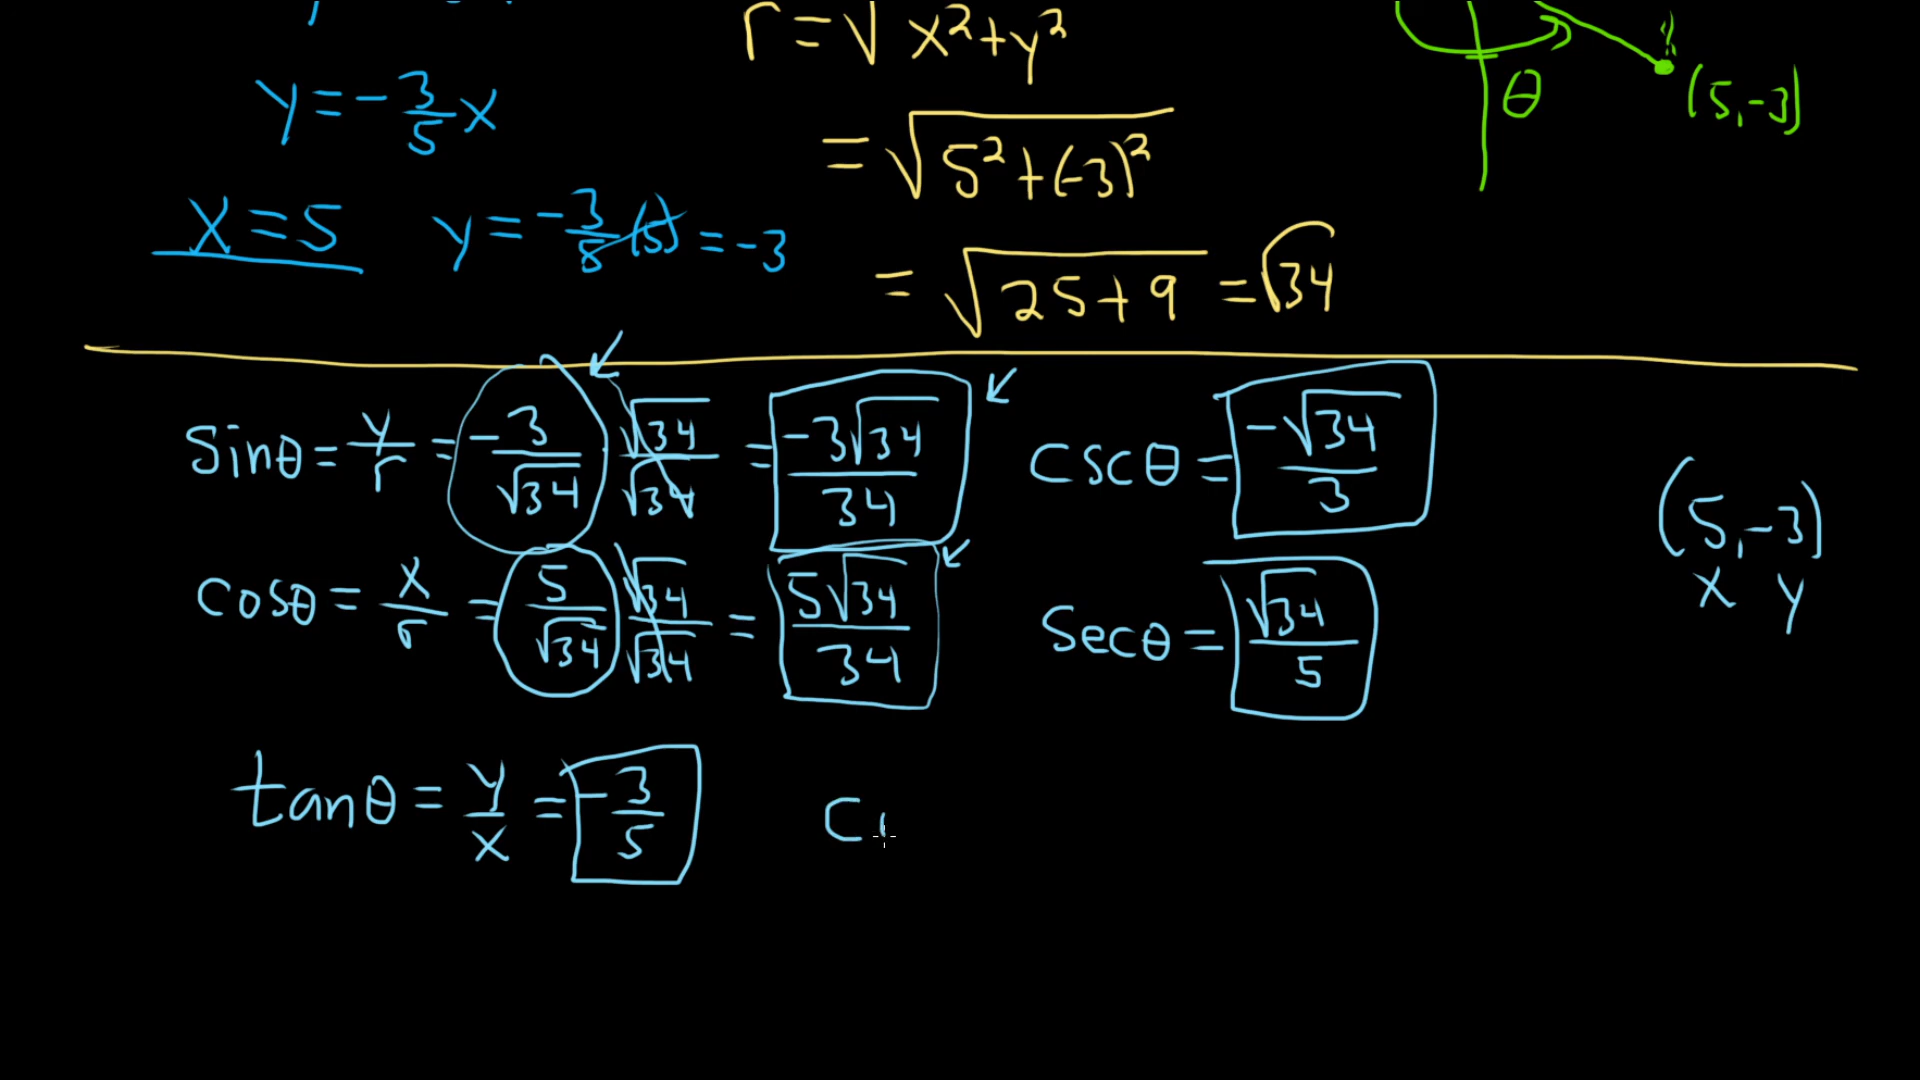 r = √x² + y²
y = -3/5 x
= √5² + (-3)²
θ (5, -3)
x = 5 y = -3/5 (5) = -3
= √25 + 9 = √34
sinθ = y/r = -3/√34 · √34/√34 = -3√34/34 cscθ = -√34/3
(5, -3)
x y
cosθ = x/r = 5/√34 √34/√34 = 5√34/34 secθ = √34/5
tanθ = y/x = -3/5 C